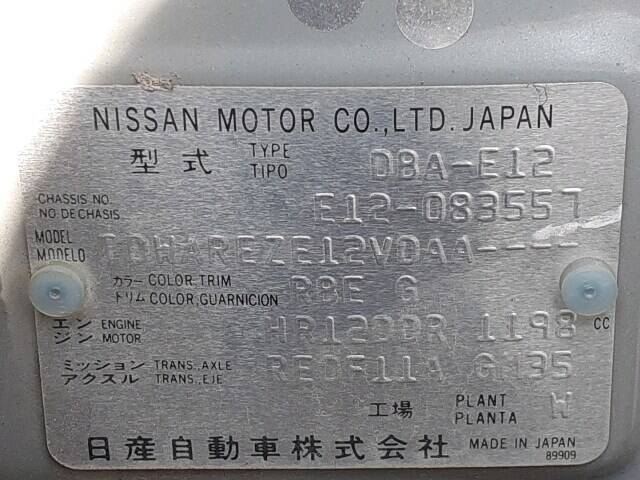 NISSAN MOTOR CO.,LTD. JAPAN
型式 TYPE TIPO DBA-E12
CHASSIS NO. NO.DE CHASIS E12-083557
MODEL MODELO
カラー トリム COLOR,TRIM COLOR,GUARNICION RBE G
エン ジン ENGINE MOTOR HR12DDR 1198 CC
ミッション アクスル TRANS.,AXLE TRANS.,EJE RE0F11A G135
工場 PLANT PLANTA W
日産自動車株式会社 MADE IN JAPAN
89909